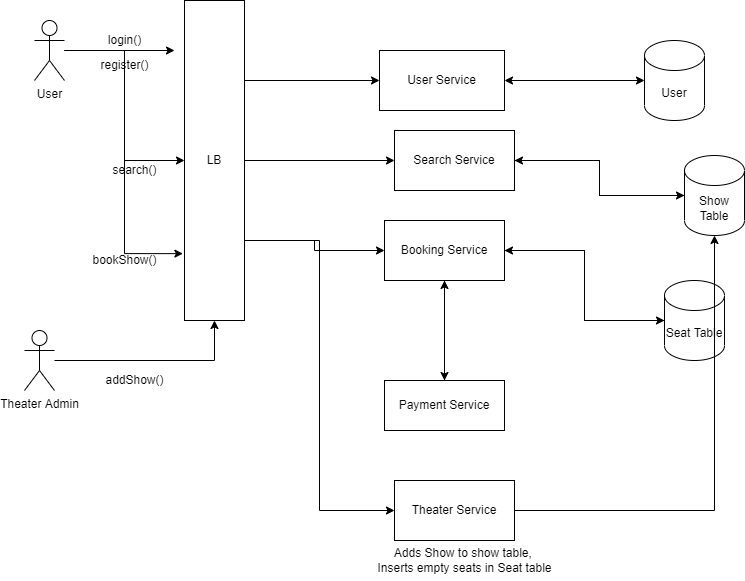 login()
register()
User
User Service
User
search()
LB
Search Service
Show
Table
bookShow()
Booking Service
Seat Table
addShow()
Theater Admin
Payment Service
Theater Service
Adds Show to show table,
Inserts empty seats in Seat table